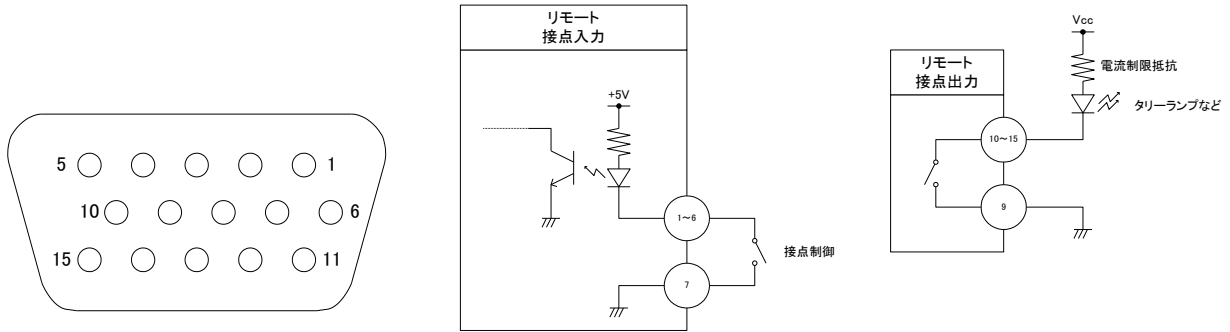 5
1
10
6
15
11
リモート
接点入力
+5V
1～6
7
接点制御
リモート
接点出力
Vcc
電流制限抵抗
タリーランプなど
10～15
9